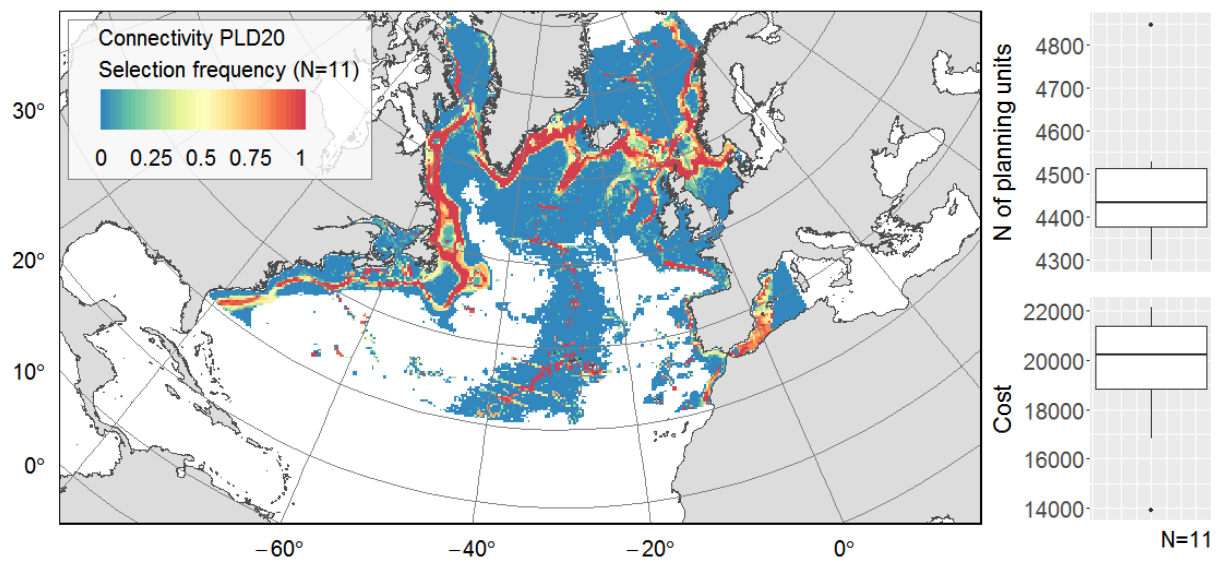 Connectivity PLD20
Selection frequency (N=11)
0 0.25 0.5 0.75 1
30°
20°
10°
0°
−60° −40° −20° 0°
N of planning units
4800
4700
4600
4500
4400
4300
Cost
22000
20000
18000
16000
14000
N=11